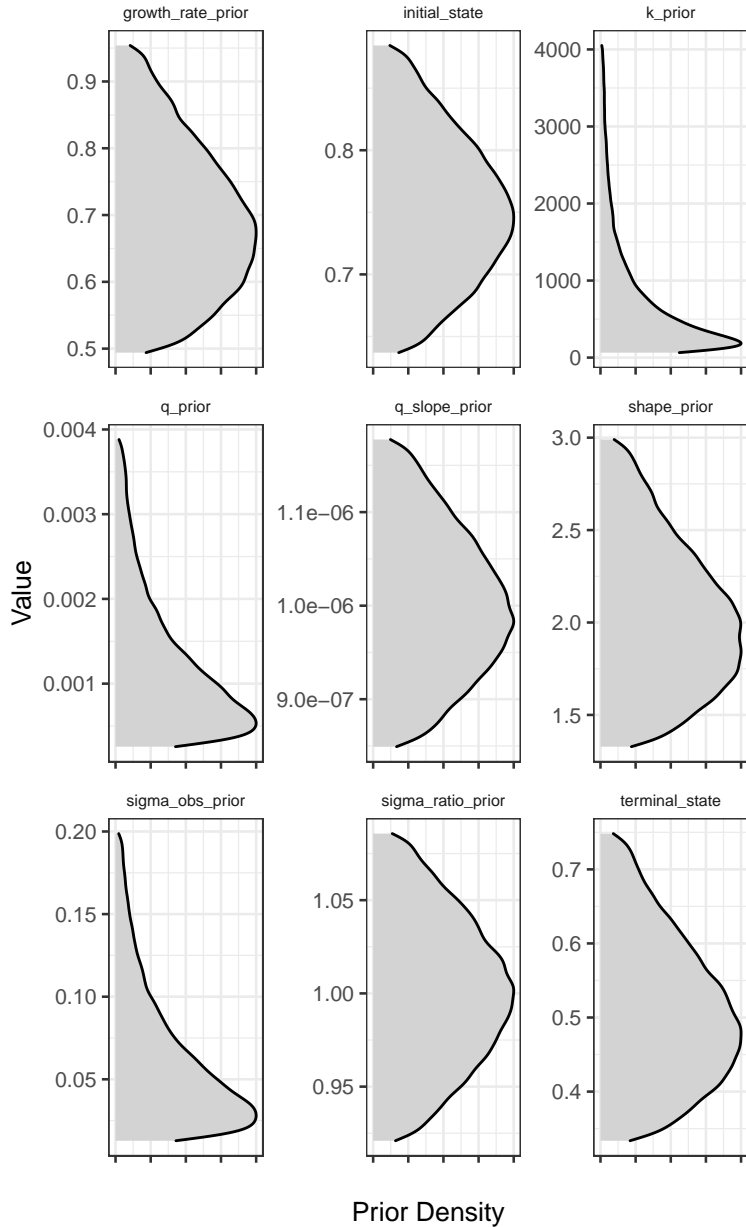 growth_rate_prior
initial_state
k_prior
0.9
0.8
0.7
0.6
0.5
0.8
0.7
4000
3000
2000
1000
0
q_prior
q_slope_prior
shape_prior
0.004
0.003
0.002
0.001
1.1e−06
1.0e−06
9.0e−07
3.0
2.5
2.0
1.5
Value
sigma_obs_prior
sigma_ratio_prior
terminal_state
0.20
0.15
0.10
0.05
1.05
1.00
0.95
0.7
0.6
0.5
0.4
Prior Density